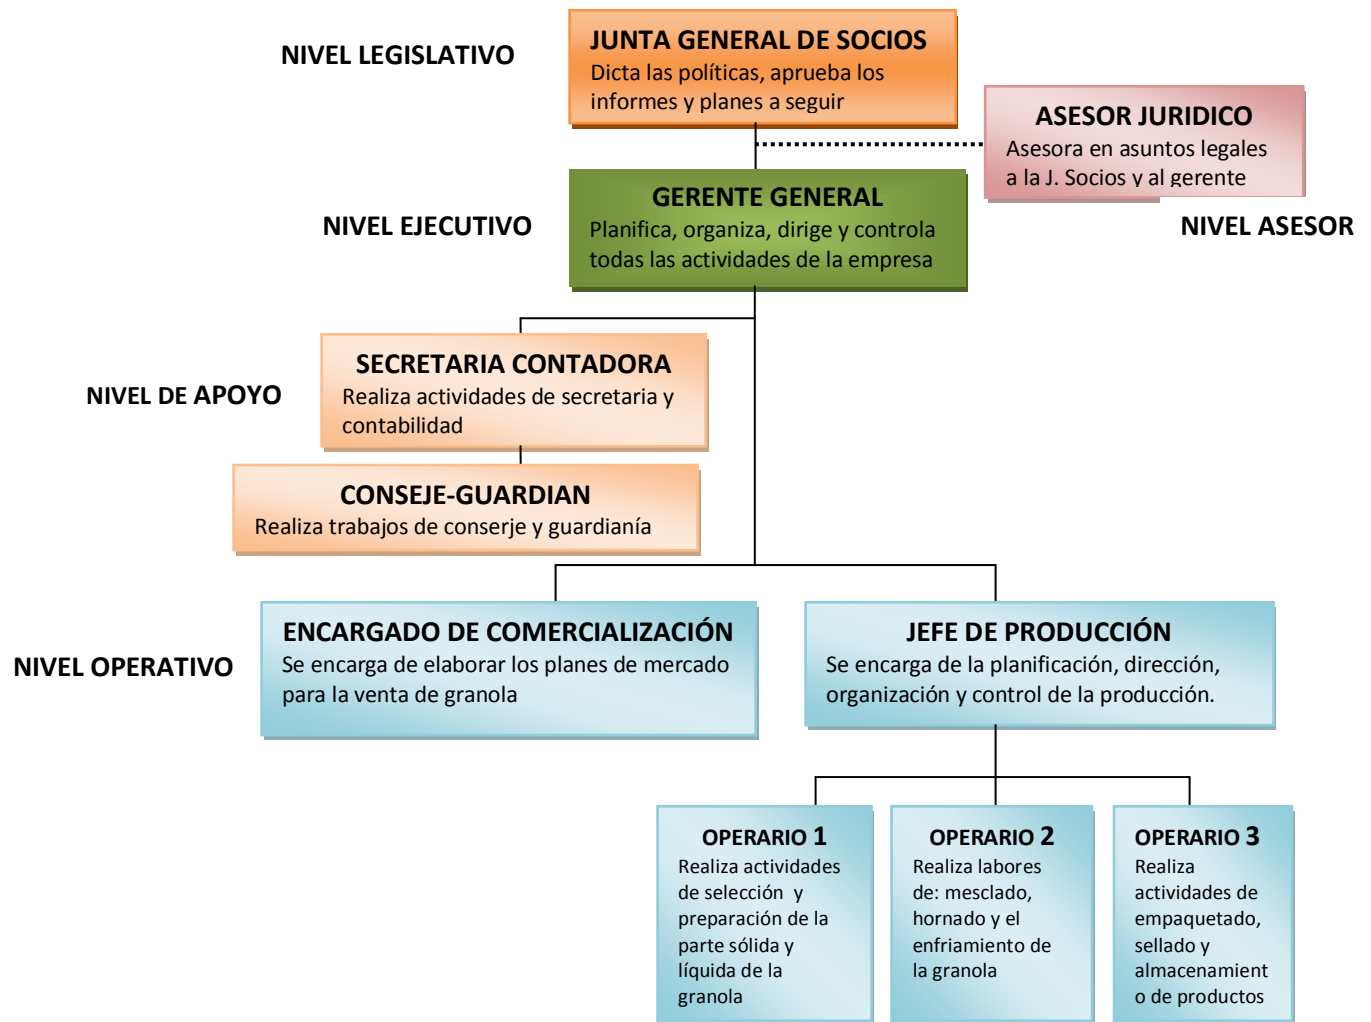 NIVEL LEGISLATIVO
JUNTA GENERAL DE SOCIOS
Dicta las políticas, aprueba los
informes y planes a seguir
ASESOR JURIDICO
Asesora en asuntos legales
a la J. Socios y al gerente
NIVEL ASESOR
NIVEL EJECUTIVO
GERENTE GENERAL
Planifica, organiza, dirige y controla
todas las actividades de la empresa
NIVEL DE APOYO
SECRETARIA CONTADORA
Realiza actividades de secretaria y
contabilidad
CONSEJE-GUARDIAN
Realiza trabajos de conserje y guardianía
NIVEL OPERATIVO
ENCARGADO DE COMERCIALIZACIÓN
Se encarga de elaborar los planes de mercado
para la venta de granola
JEFE DE PRODUCCIÓN
Se encarga de la planificación, dirección,
organización y control de la producción.
OPERARIO 1
Realiza actividades
de selección y
preparación de la
parte sólida y
líquida de la
granola
OPERARIO 2
Realiza labores
de: mesclado,
hornado y el
enfriamiento de
la granola
OPERARIO 3
Realiza
actividades de
empaquetado,
sellado y
almacenamient
o de productos